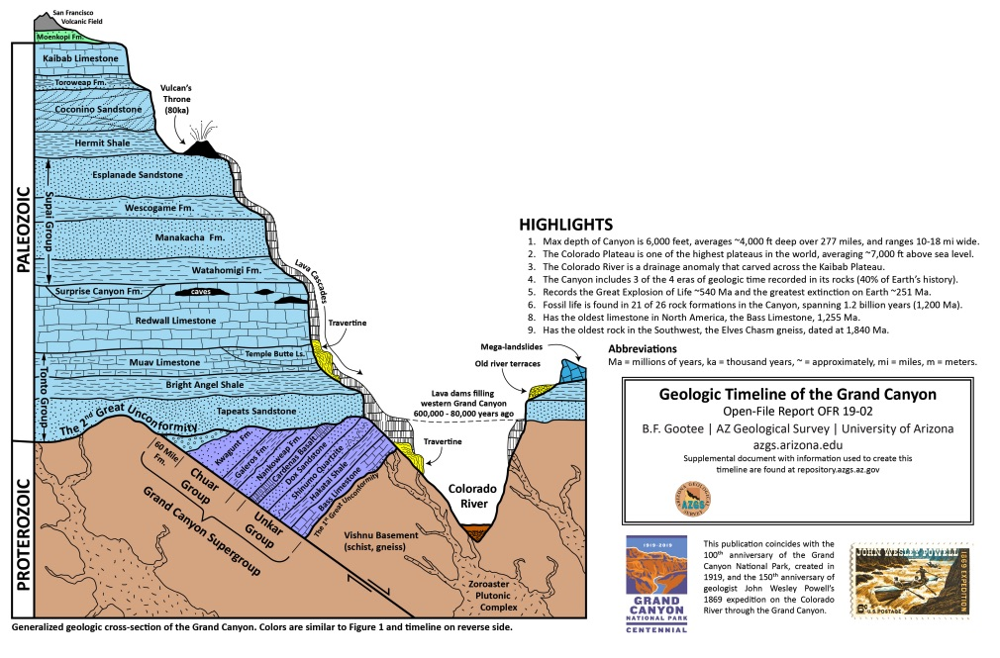 San Francisco
Volcanic Field
Moenkopi Fm.
Kaibab Limestone
Toroweap Fm.
Coconino Sandstone
Hermit Shale
Vulcan's
Throne
(80ka)
Esplanade Sandstone
Wescogame Fm.
Manakacha Fm.
Watahomigi Fm.
Supai Group
PALEOZOIC
Surprise Canyon Fm.
caves
Redwall Limestone
Lava Cascades
Travertine
Temple Butte Ls.
Muav Limestone
Bright Angel Shale
Tapeats Sandstone
Tonto Group
The 2nd Great Unconformity
Mega-landslides
Old river terraces
Lava dams filling
western Grand Canyon
600,000 - 80,000 years ago
Travertine
Colorado
River
PROTEROZOIC
60 Mile
Fm.
Kwagunt Fm.
Galeros Fm.
Nankoweap Fm.
Cardenas Basalt
Dox Sandstone
Shinumo Quartzite
Hakatai Shale
Bass Limestone
The 1st Great Unconformity
Chuar
Group
Unkar
Group
Grand Canyon Supergroup
Vishnu Basement
(schist, gneiss)
Zoroaster
Plutonic
Complex
Generalized geologic cross-section of the Grand Canyon. Colors are similar to Figure 1 and timeline on reverse side.
HIGHLIGHTS
1. Max depth of Canyon is 6,000 feet, averages ~4,000 ft deep over 277 miles, and ranges 10-18 mi wide.
2. The Colorado Plateau is one of the highest plateaus in the world, averaging ~7,000 ft above sea level.
3. The Colorado River is a drainage anomaly that carved across the Kaibab Plateau.
4. The Canyon includes 3 of the 4 eras of geologic time recorded in its rocks (40% of Earth's history).
5. Records the Great Explosion of Life ~540 Ma and the greatest extinction on Earth ~251 Ma.
6. Fossil life is found in 21 of 26 rock formations in the Canyon, spanning 1.2 billion years (1,200 Ma).
8. Has the oldest limestone in North America, the Bass Limestone, 1,255 Ma.
9. Has the oldest rock in the Southwest, the Elves Chasm gneiss, dated at 1,840 Ma.
Abbreviations
Ma = millions of years, ka = thousand years, ~ = approximately, mi = miles, m = meters.
Geologic Timeline of the Grand Canyon
Open-File Report OFR 19-02
B.F. Gootee | AZ Geological Survey | University of Arizona
azgs.arizona.edu
Supplemental document with information used to create this
timeline are found at repository.azgs.az.gov
ARIZONA GEOLOGICAL SURVEY
AZGS
1919-2019
GRAND
CANYON
NATIONAL PARK
CENTENNIAL
This publication coincides with the
100th anniversary of the Grand
Canyon National Park, created in
1919, and the 150th anniversary of
geologist John Wesley Powell's
1869 expedition on the Colorado
River through the Grand Canyon.
JOHN WESLEY POWELL
1869 EXPEDITION
U.S. POSTAGE